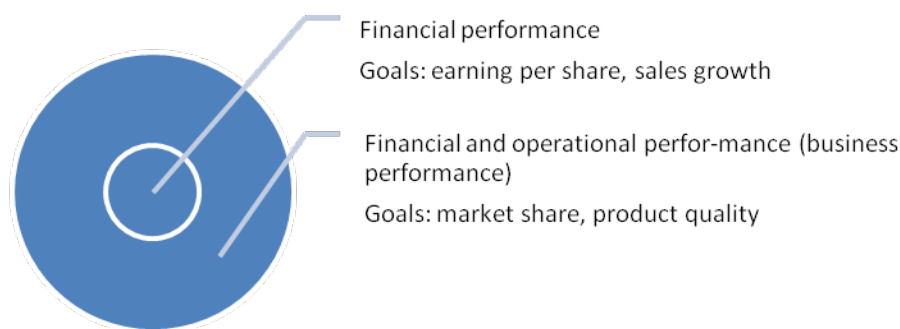 Financial performance
Goals: earning per share, sales growth
Financial and operational perfor-mance (business
performance)
Goals: market share, product quality